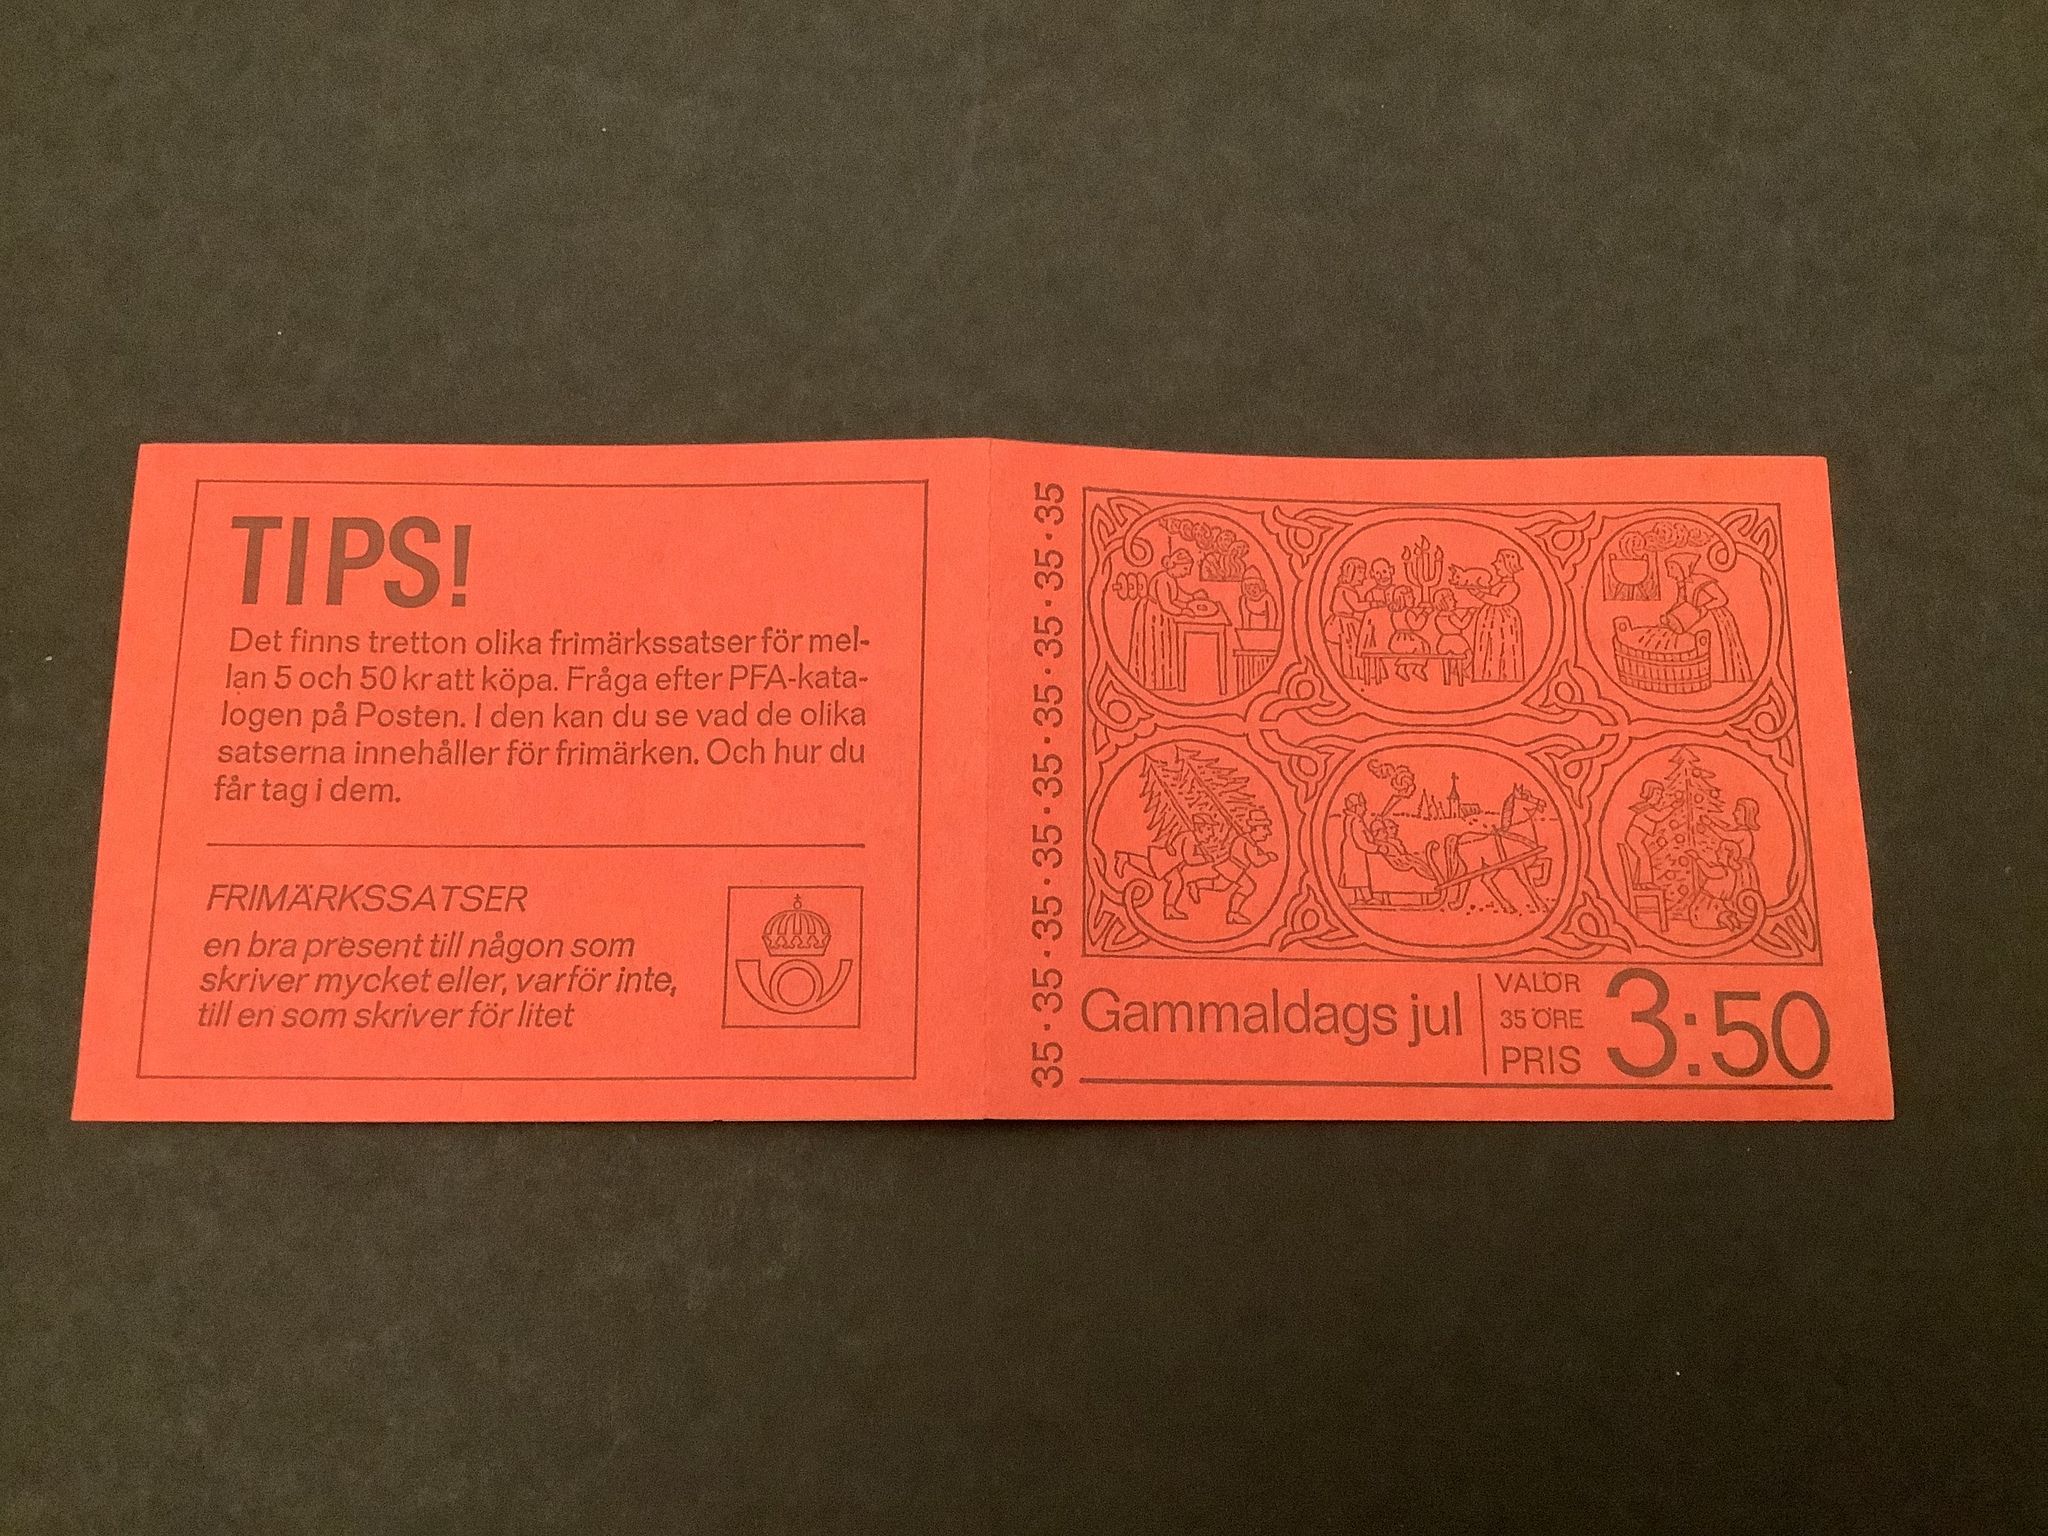 TIPS!
Det finns tretton olika frimärkssatser för mel-
lan 5 och 50 kr att köpa. Fråga efter PFA-kata-
logen på Posten. I den kan du se vad de olika
satserna innehåller för frimärken. Och hur du
får tag i dem.
FRIMÄRKSSATSER
en bra present till någon som
skriver mycket eller, varför inte,
till en som skriver för litet
35·35·35·35·35·35·35·35·35
Gammaldags jul
VALÖR
35 ÖRE
PRIS
3:50